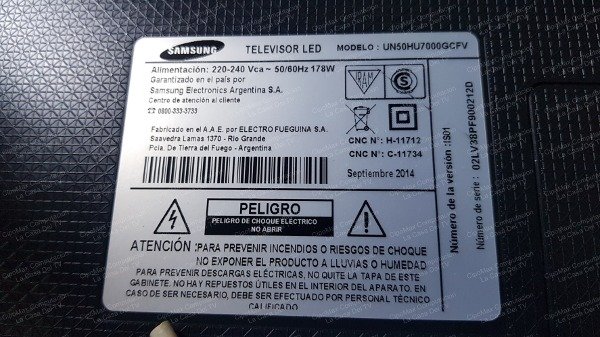 SAMSUNG TELEVISOR LED MODELO : UN50HU7000GCFV
Alimentación: 220-240 Vca ~ 50/60Hz 178W
Garantizado en el país por
Samsung Electronics Argentina S.A.
Centro de atención al cliente
☎ 0800-333-3733
Fabricado en el A.A.E. por ELECTRO FUEGUINA S.A.
Saavedra Lamas 1370 - Río Grande
Pcia. De Tierra del Fuego - Argentina
IRAM
S
CNC N°: H-11712
CNC N°: C-11734
Septiembre 2014
Número de la versión :IS01
Número de serie : 02LV3BPF900212D
PELIGRO
PELIGRO DE CHOQUE ELECTRICO
NO ABRIR
ATENCIÓN :PARA PREVENIR INCENDIOS O RIESGOS DE CHOQUE
NO EXPONER EL PRODUCTO A LLUVIAS O HUMEDAD
PARA PREVENIR DESCARGAS ELÉCTRICAS, NO QUITE LA TAPA DE ESTE
GABINETE. NO HAY REPUESTOS ÚTILES EN EL INTERIOR DEL APARATO. EN
CASO DE SER NECESARIO, DEBE SER EFECTUADO POR PERSONAL TÉCNICO
CALIFICADO